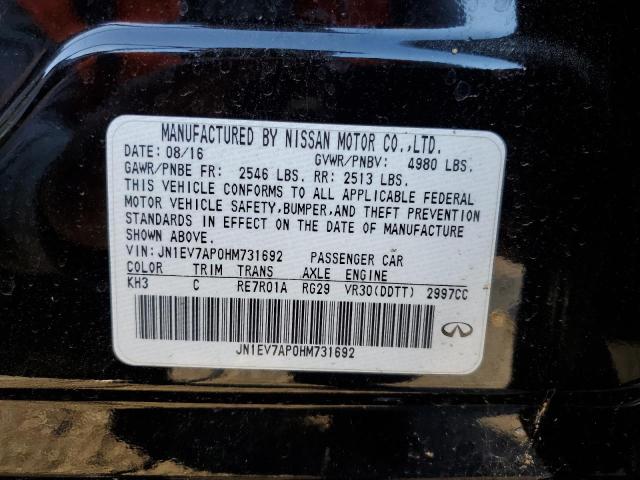 MANUFACTURED BY NISSAN MOTOR CO.,LTD.
DATE: 08/16 GVWR/PNBV: 4980 LBS.
GAWR/PNBE FR: 2546 LBS. RR: 2513 LBS.
THIS VEHICLE CONFORMS TO ALL APPLICABLE FEDERAL
MOTOR VEHICLE SAFETY,BUMPER,AND THEFT PREVENTION
STANDARDS IN EFFECT ON THE DATE OF MANUFACTURE
SHOWN ABOVE.
VIN: JN1EV7AP0HM731692 PASSENGER CAR
COLOR TRIM TRANS AXLE ENGINE
KH3 C RE7R01A RG29 VR30(DDTT) 2997CC
JN1EV7AP0HM731692
INFINITI